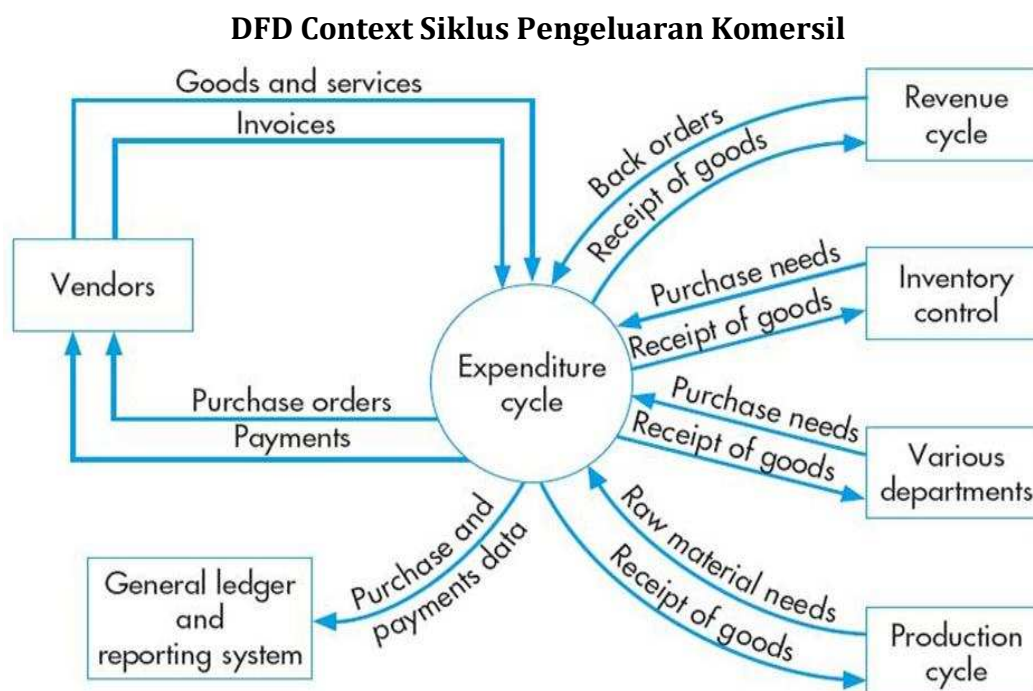 DFD Context Siklus Pengeluaran Komersil
Goods and services
Invoices
Vendors
Purchase orders
Payments
Expenditure
cycle
Back orders
Receipt of goods
Revenue
cycle
Purchase needs
Receipt of goods
Inventory
control
Purchase needs
Receipt of goods
Various
departments
Raw material needs
Receipt of goods
Production
cycle
Purchase and
payments data
General ledger
and
reporting system